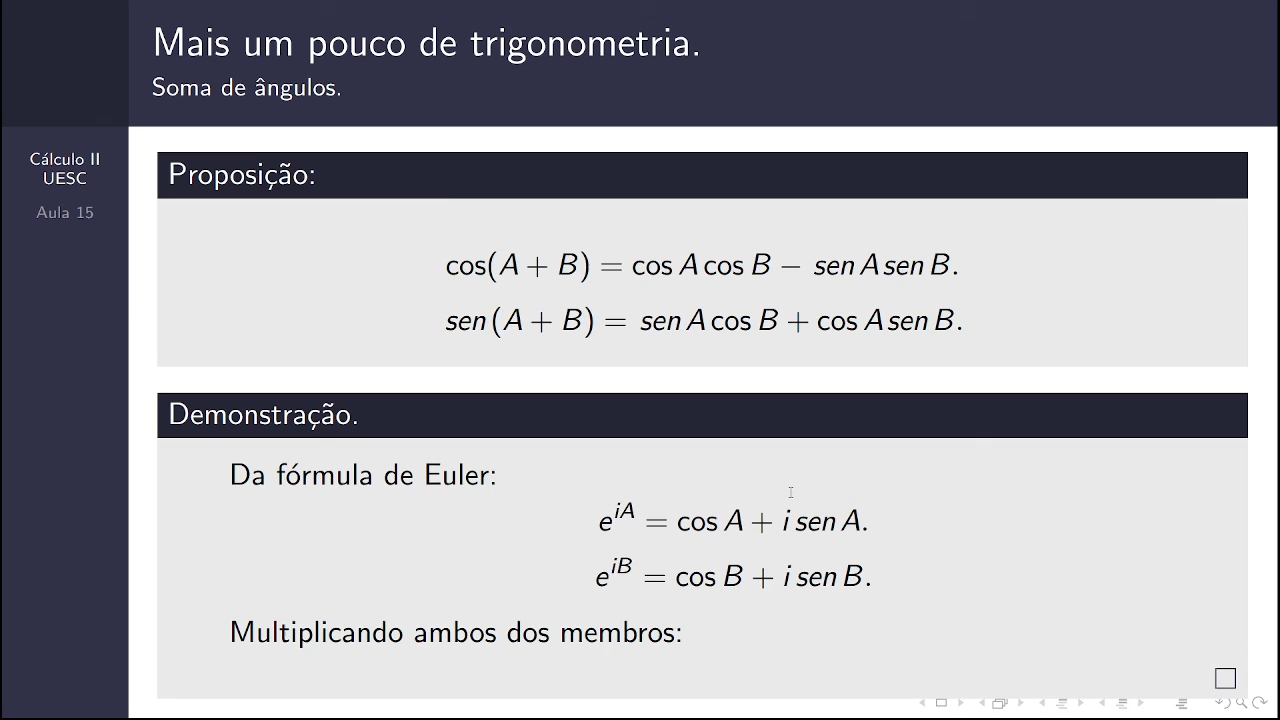 Mais um pouco de trigonometria.
Soma de ângulos.
Cálculo II
UESC
Aula 15
Proposição:
cos(A + B) = cos A cos B − sen A sen B.
sen (A + B) = sen A cos B + cos A sen B.
Demonstração.
Da fórmula de Euler:
e^{iA} = cos A + i sen A.
e^{iB} = cos B + i sen B.
Multiplicando ambos dos membros: